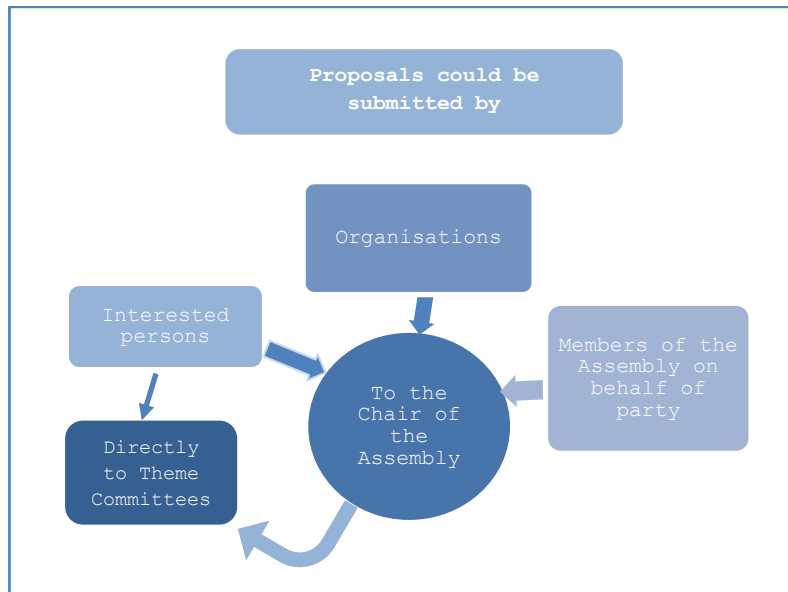 Proposals could be
submitted by
Organisations
Interested
persons
Members of the
Assembly on
behalf of
party
To the
Chair of
the
Assembly
Directly
to Theme
Committees